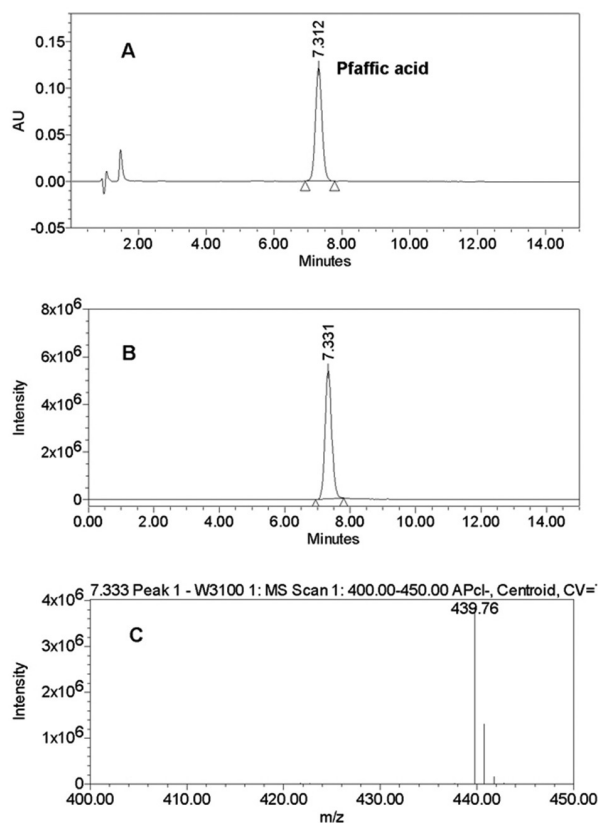 A
7.312
Pfaffic acid
AU
0.15
0.10
0.05
0.00
-0.05
2.00 4.00 6.00 8.00 10.00 12.00 14.00
Minutes
B
7.331
Intensity
8x10⁶
6x10⁶
4x10⁶
2x10⁶
0
0.00 2.00 4.00 6.00 8.00 10.00 12.00 14.00
Minutes
7.333 Peak 1 - W3100 1: MS Scan 1: 400.00-450.00 APcI-, Centroid, CV=
C
439.76
Intensity
4x10⁶
3x10⁶
2x10⁶
1x10⁶
0
400.00 410.00 420.00 430.00 440.00 450.00
m/z